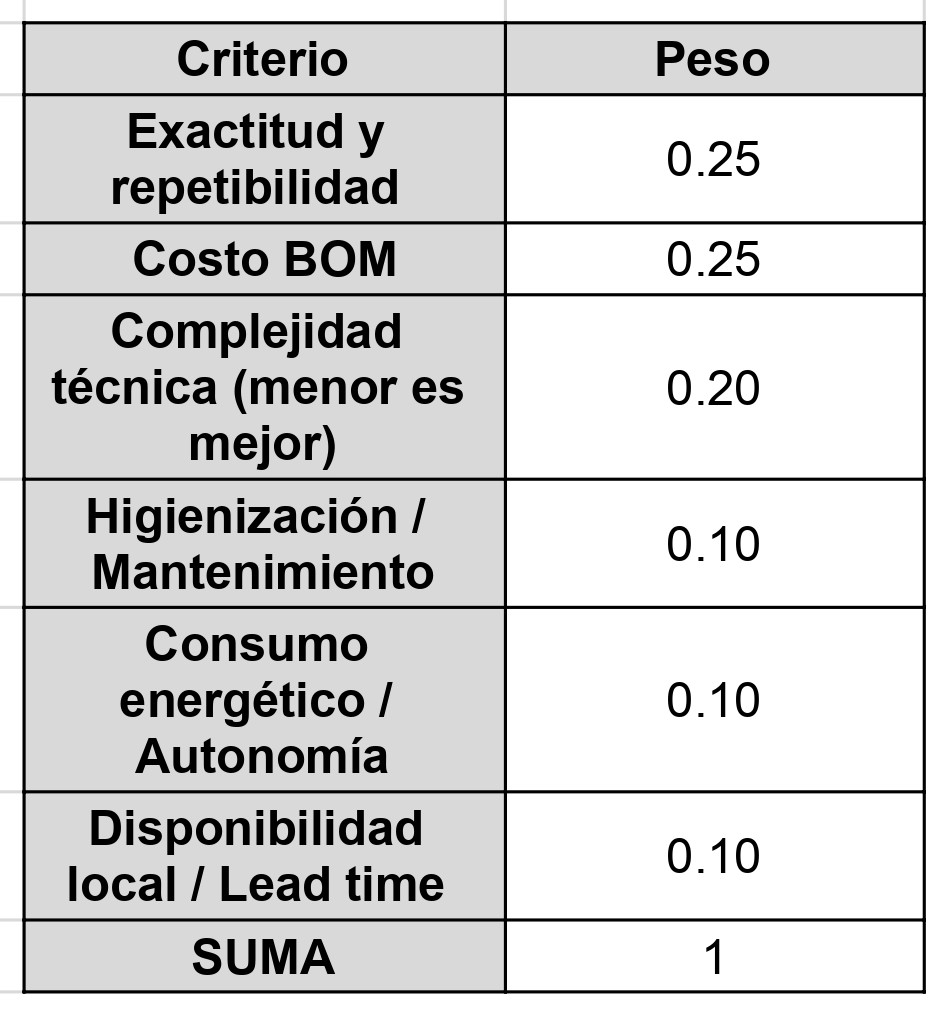 Criterio Peso
Exactitud y
repetibilidad 0.25
Costo BOM 0.25
Complejidad
técnica (menor es
mejor) 0.20
Higienización /
Mantenimiento 0.10
Consumo
energético /
Autonomía 0.10
Disponibilidad
local / Lead time 0.10
SUMA 1